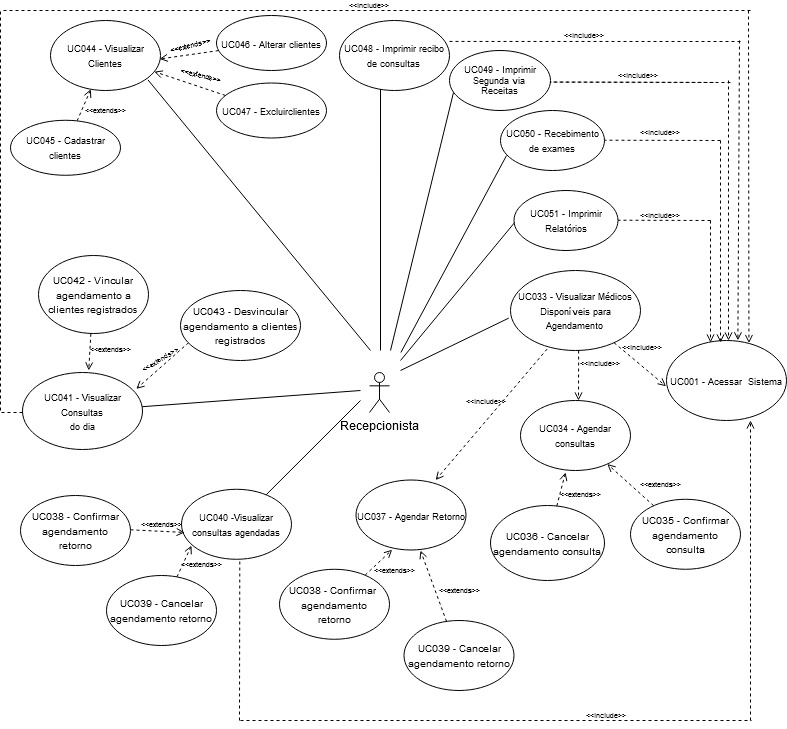 <<include>>
UC044 - Visualizar
Clientes
<<extends>>
UC046 - Alterar clientes
<<extends>>
UC047 - Excluirclientes
<<extends>>
UC045 - Cadastrar
clientes
UC048 - Imprimir recibo
de consultas
<<include>>
UC049 - Imprimir
Segunda via
Receitas
<<include>>
UC050 - Recebimento
de exames
<<include>>
UC051 - Imprimir
Relatórios
<<include>>
UC042 - Vincular
agendamento a
clientes registrados
<<extends>>
UC043 - Desvincular
agendamento a clientes
registrados
<<extends>>
UC041 - Visualizar
Consultas
do dia
UC033 - Visualizar Médicos
Disponíveis para
Agendamento
<<include>>
<<include>>
<<include>>
UC001 - Acessar Sistema
Recepcionista
UC034 - Agendar
consultas
<<extends>>
<<extends>>
UC036 - Cancelar
agendamento consulta
UC035 - Confirmar
agendamento
consulta
UC037 - Agendar Retorno
<<extends>>
<<extends>>
UC038 - Confirmar
agendamento
retorno
UC039 - Cancelar
agendamento retorno
UC040 -Visualizar
consultas agendadas
<<extends>>
<<extends>>
UC038 - Confirmar
agendamento
retorno
UC039 - Cancelar
agendamento retorno
<<include>>